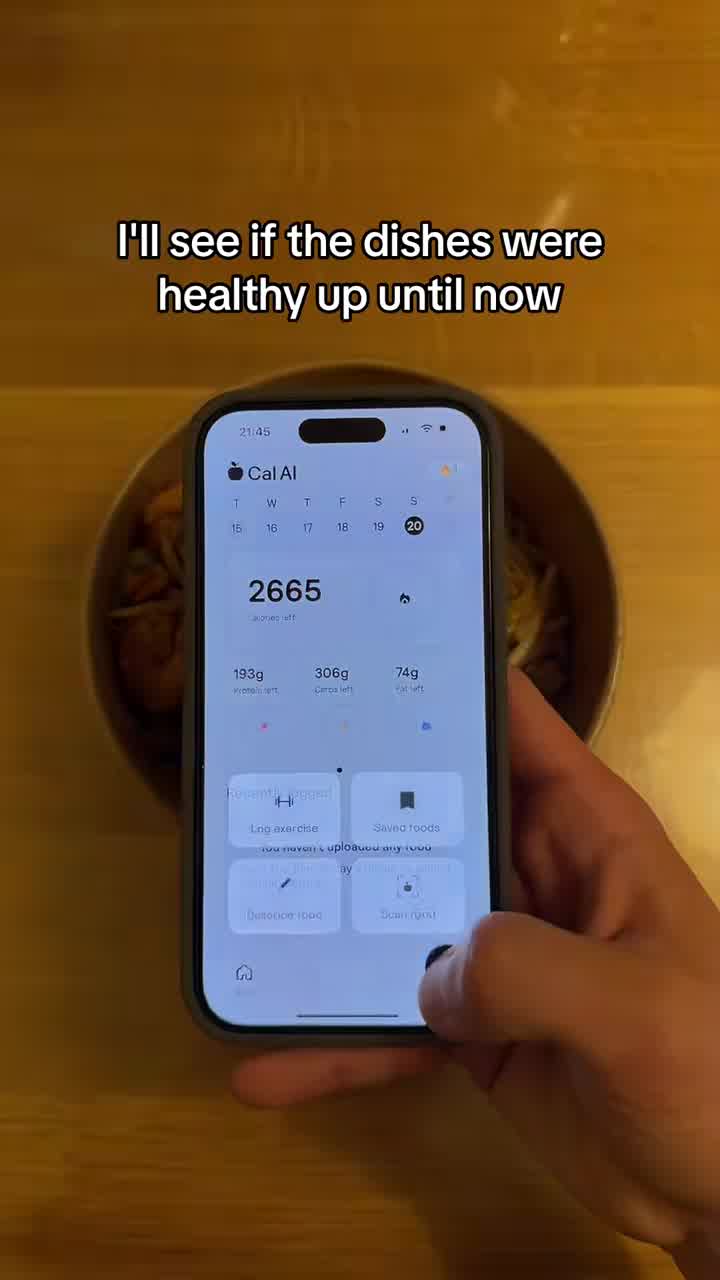 I'll see if the dishes were
healthy up until now
21:45
Cal AI
T W T F S S
15 16 17 18 19 20
2665
Calories left
193g 306g 74g
Protein left Carbs left Fat left
Recently logged
Log exercise Saved foods
You haven't uploaded any food
Describe food Scan food